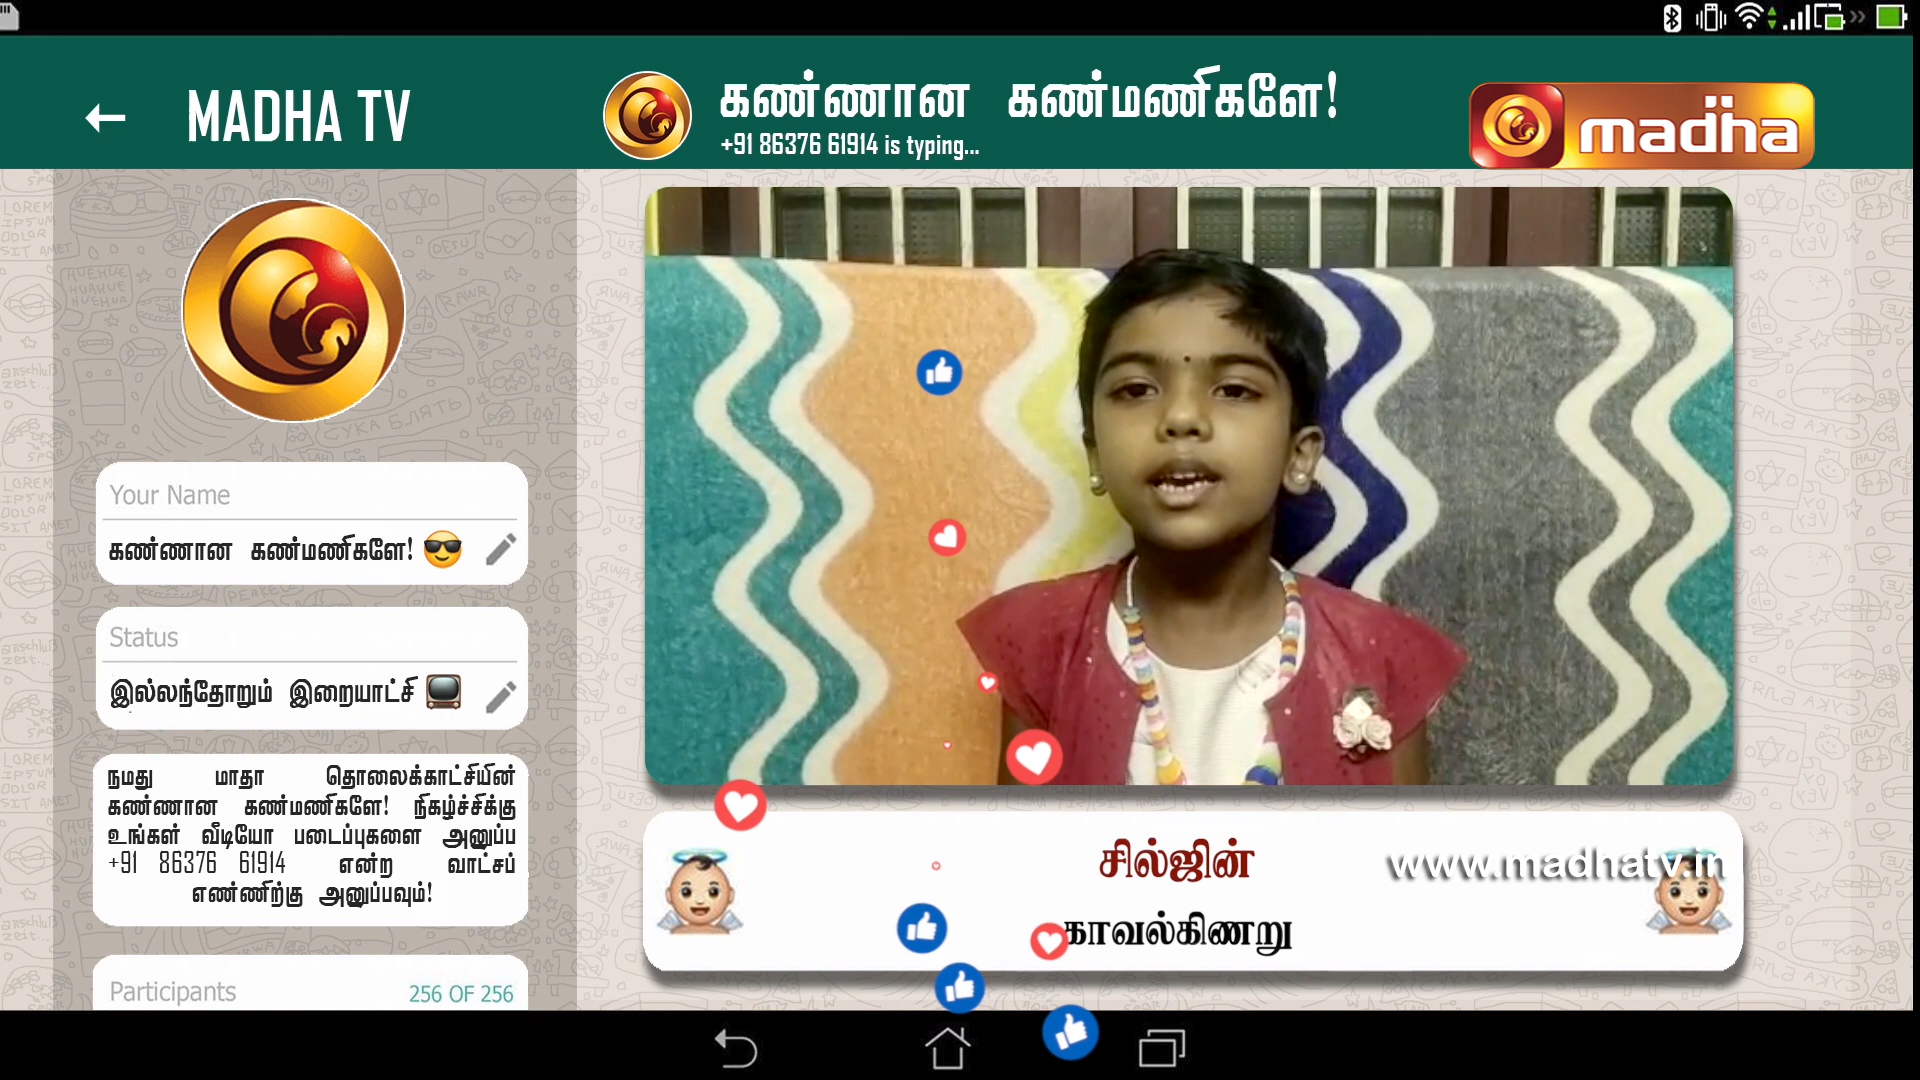 MADHA TV
கண்ணான கண்மணிகளே!
+91 86376 61914 is typing...
madha
Your Name
கண்ணான கண்மணிகளே!
Status
இல்லந்தோறும் இறையாட்சி
நமது மாதா தொலைக்காட்சியின்
கண்ணான கண்மணிகளே! நிகழ்ச்சிக்கு
உங்கள் வீடியோ படைப்புகளை அனுப்ப
+91 86376 61914 என்ற வாட்சப்
எண்ணிற்கு அனுப்பவும்!
Participants
256 OF 256
சில்ஜின்
www.madhatv.in
காவல்கிணறு